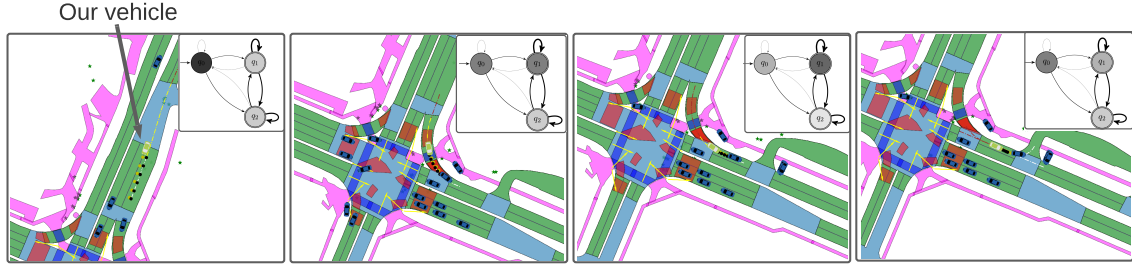 Our vehicle
q₀ q₁
q₂
q₀ q₁
q₂
q₀ q₁
q₂
q₀ q₁
q₂